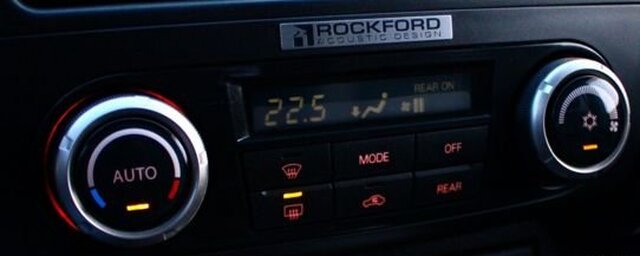 ROCKFORD
ACOUSTIC DESIGN
REAR ON
22.5
AUTO
MODE
OFF
REAR